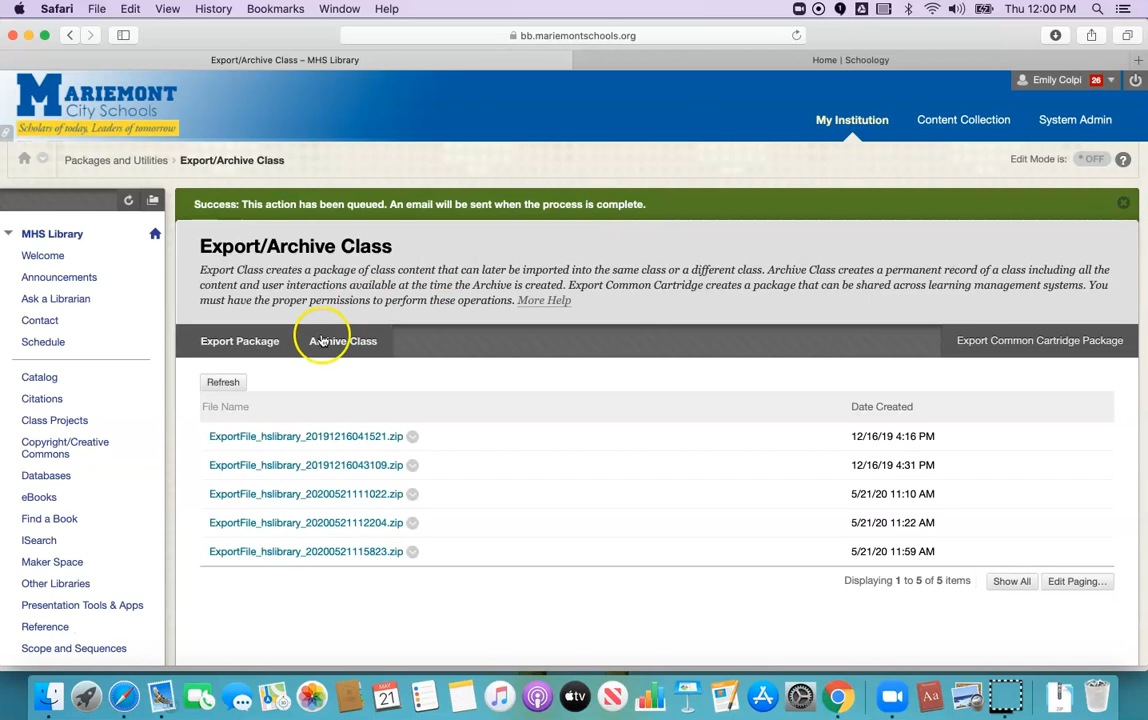 Safari File Edit View History Bookmarks Window Help Thu 12:00 PM
bb.mariemontschools.org
Export/Archive Class – MHS Library Home | Schoology
MARIEMONT
City Schools
Scholars of today, Leaders of tomorrow
Emily Colpi 26
My Institution Content Collection System Admin
Packages and Utilities Export/Archive Class Edit Mode is: OFF ?
Success: This action has been queued. An email will be sent when the process is complete.
MHS Library
Welcome
Announcements
Ask a Librarian
Contact
Schedule
Catalog
Citations
Class Projects
Copyright/Creative
Commons
Databases
eBooks
Find a Book
ISearch
Maker Space
Other Libraries
Presentation Tools & Apps
Reference
Scope and Sequences
Export/Archive Class
Export Class creates a package of class content that can later be imported into the same class or a different class. Archive Class creates a permanent record of a class including all the
content and user interactions available at the time the Archive is created. Export Common Cartridge creates a package that can be shared across learning management systems. You
must have the proper permissions to perform these operations. More Help
Export Package Archive Class Export Common Cartridge Package
Refresh
File Name Date Created
ExportFile_hslibrary_20191216041521.zip 12/16/19 4:16 PM
ExportFile_hslibrary_20191216043109.zip 12/16/19 4:31 PM
ExportFile_hslibrary_20200521111022.zip 5/21/20 11:10 AM
ExportFile_hslibrary_20200521112204.zip 5/21/20 11:22 AM
ExportFile_hslibrary_20200521115823.zip 5/21/20 11:59 AM
Displaying 1 to 5 of 5 items Show All Edit Paging...
MAY
21
tv
Aa
ZIP